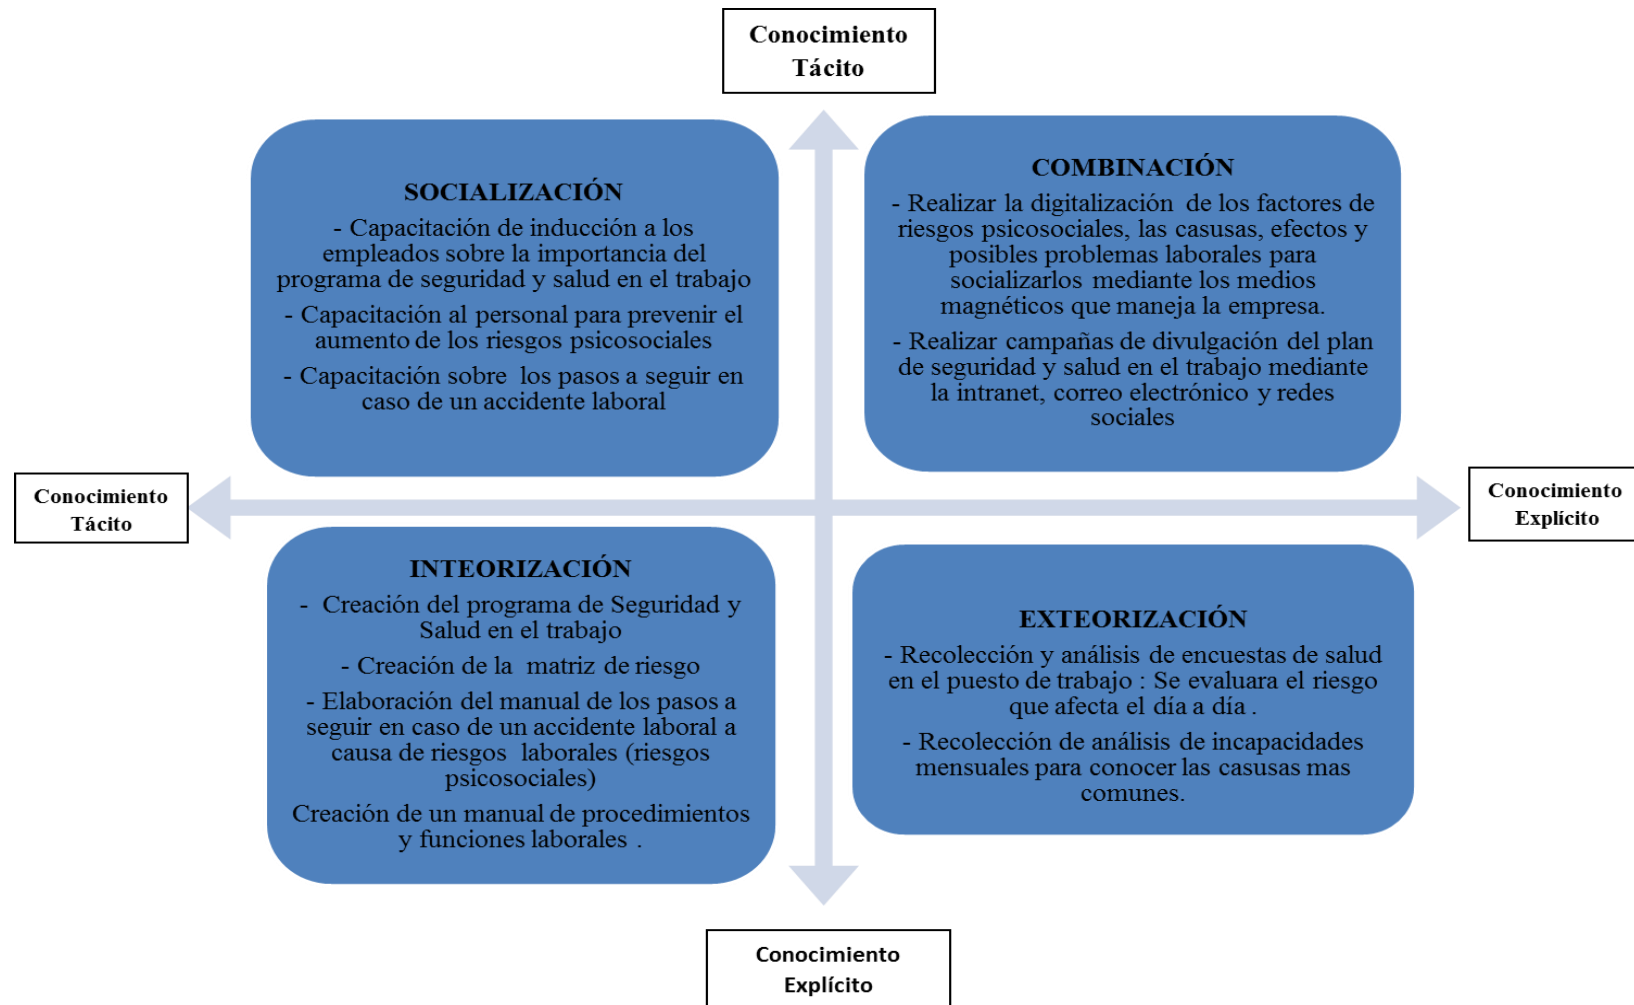 Conocimiento
Tácito
SOCIALIZACIÓN
- Capacitación de inducción a los
empleados sobre la importancia del
programa de seguridad y salud en el trabajo
- Capacitación al personal para prevenir el
aumento de los riesgos psicosociales
- Capacitación sobre los pasos a seguir en
caso de un accidente laboral
COMBINACIÓN
- Realizar la digitalización de los factores de
riesgos psicosociales, las casusas, efectos y
posibles problemas laborales para
socializarlos mediante los medios
magnéticos que maneja la empresa.
- Realizar campañas de divulgación del plan
de seguridad y salud en el trabajo mediante
la intranet, correo electrónico y redes
sociales
Conocimiento
Tácito
Conocimiento
Explícito
INTEORIZACIÓN
- Creación del programa de Seguridad y
Salud en el trabajo
- Creación de la matriz de riesgo
- Elaboración del manual de los pasos a
seguir en caso de un accidente laboral a
causa de riesgos laborales (riesgos
psicosociales)
Creación de un manual de procedimientos
y funciones laborales .
EXTEORIZACIÓN
- Recolección y análisis de encuestas de salud
en el puesto de trabajo : Se evaluara el riesgo
que afecta el día a día .
- Recolección de análisis de incapacidades
mensuales para conocer las casusas mas
comunes.
Conocimiento
Explícito